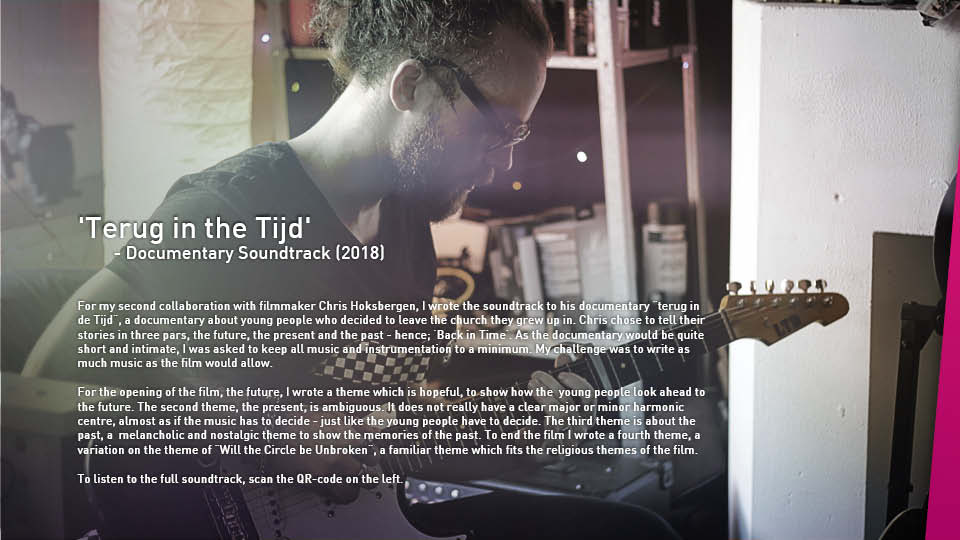 'Terug in the Tijd'
- Documentary Soundtrack (2018)
For my second collaboration with filmmaker Chris Hoksbergen, I wrote the soundtrack to his documentary "terug in
de Tijd", a documentary about young people who decided to leave the church they grew up in. Chris chose to tell their
stories in three pars, the future, the present and the past - hence; 'Back in Time'. As the documentary would be quite
short and intimate, I was asked to keep all music and instrumentation to a minimum. My challenge was to write as
much music as the film would allow.
For the opening of the film, the future, I wrote a theme which is hopeful, to show how the  young people look ahead to
the future. The second theme, the present, is ambiguous. It does not really have a clear major or minor harmonic
centre, almost as if the music has to decide - just like the young people have to decide. The third theme is about the
past, a  melancholic and nostalgic theme to show the memories of the past. To end the film I wrote a fourth theme, a
variation on the theme of "Will the Circle be Unbroken", a familiar theme which fits the religious themes of the film.
To listen to the full soundtrack, scan the QR-code on the left.